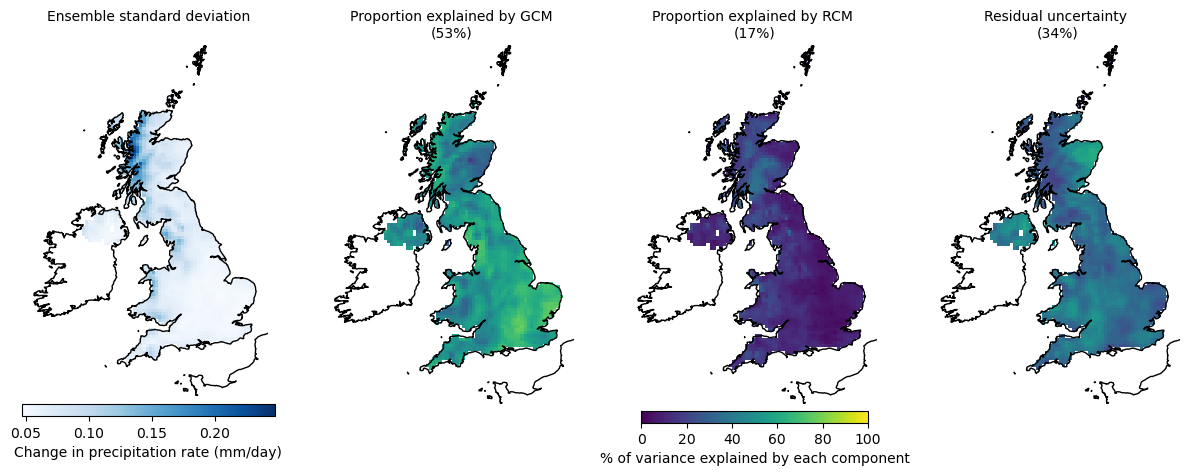 Ensemble standard deviation
Proportion explained by GCM
(53%)
Proportion explained by RCM
(17%)
Residual uncertainty
(34%)
0.05 0.10 0.15 0.20
Change in precipitation rate (mm/day)
0 20 40 60 80 100
% of variance explained by each component